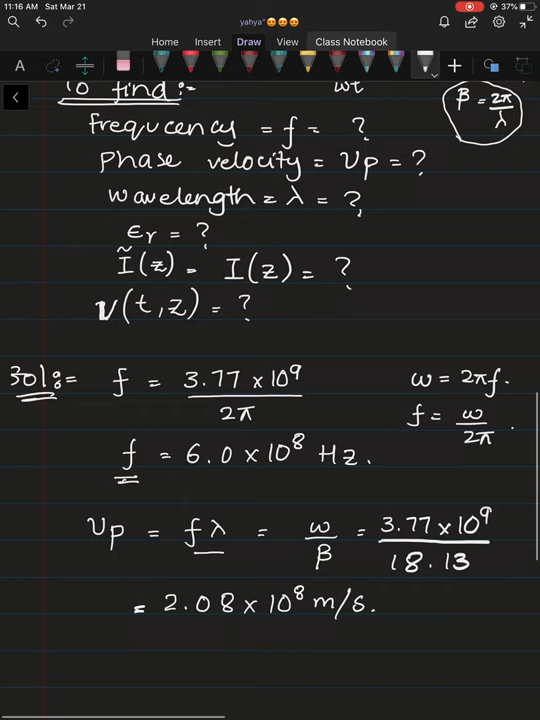 11:16 AM Sat Mar 21
37%
yahya"😍😍😍
Home Insert Draw View Class Notebook
To find:-
ωt
β = 2π/λ
frequcency = f = ?
Phase velocity = υp = ?
wavelength = λ = ?
ϵr = ?
Ĩ(z) = I(z) = ?
v(t,z) = ?
Sol:=
f = 3.77 × 10⁹ / 2π
ω = 2πf.
f = ω/2π.
f = 6.0 × 10⁸ Hz.
υp = fλ = ω/β = 3.77 × 10⁹ / 18.13
= 2.08 × 10⁸ m/s.